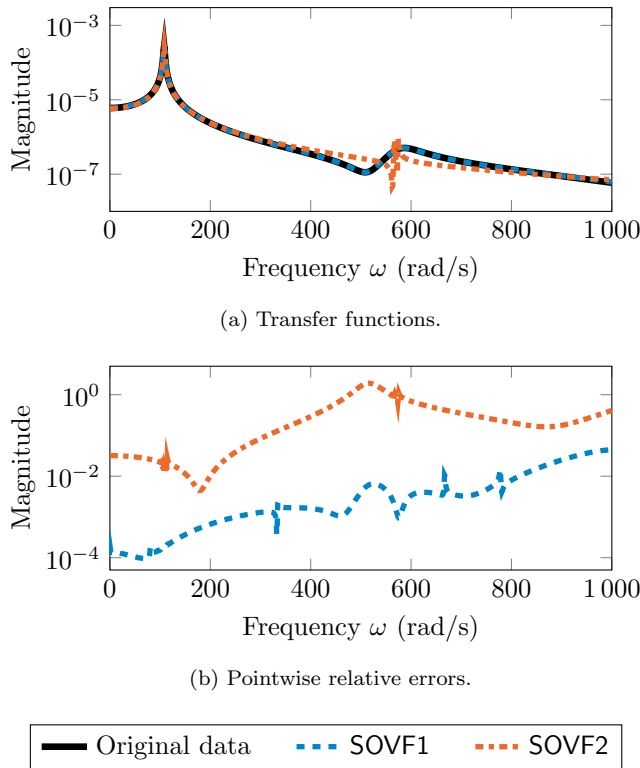 10^−3
10^−5
10^−7
Magnitude
0 200 400 600 800 1 000
Frequency ω (rad/s)
(a) Transfer functions.
10^0
10^−2
10^−4
Magnitude
0 200 400 600 800 1 000
Frequency ω (rad/s)
(b) Pointwise relative errors.
Original data SOVF1 SOVF2